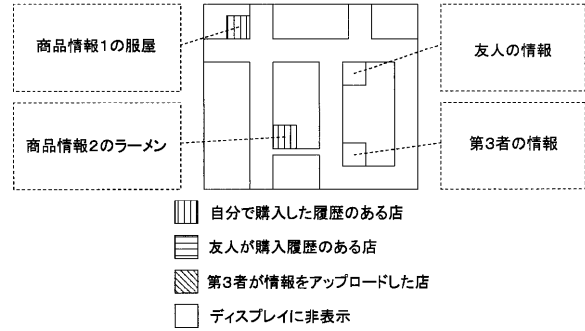 商品情報1の服屋
友人の情報
商品情報2のラーメン
第3者の情報
自分で購入した履歴のある店
友人が購入履歴のある店
第3者が情報をアップロードした店
ディスプレイに非表示